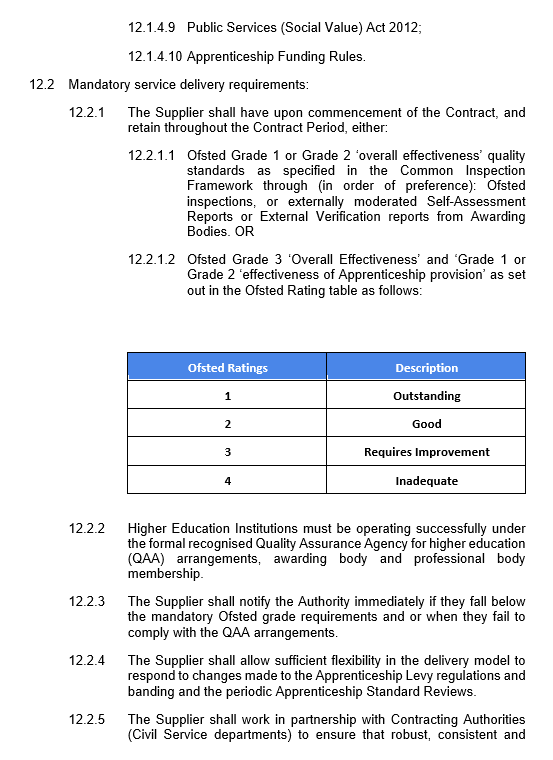 12.1.4.9 Public Services (Social Value) Act 2012;
12.1.4.10 Apprenticeship Funding Rules.
12.2 Mandatory service delivery requirements:
12.2.1 The Supplier shall have upon commencement of the Contract, and
retain throughout the Contract Period, either:
12.2.1.1 Ofsted Grade 1 or Grade 2 ‘overall effectiveness’ quality
standards as specified in the Common Inspection
Framework through (in order of preference): Ofsted
inspections, or externally moderated Self-Assessment
Reports or External Verification reports from Awarding
Bodies. OR
12.2.1.2 Ofsted Grade 3 ‘Overall Effectiveness’ and ‘Grade 1 or
Grade 2 ‘effectiveness of Apprenticeship provision’ as set
out in the Ofsted Rating table as follows:
Ofsted Ratings Description
1 Outstanding
2 Good
3 Requires Improvement
4 Inadequate
12.2.2 Higher Education Institutions must be operating successfully under
the formal recognised Quality Assurance Agency for higher education
(QAA) arrangements, awarding body and professional body
membership.
12.2.3 The Supplier shall notify the Authority immediately if they fall below
the mandatory Ofsted grade requirements and or when they fail to
comply with the QAA arrangements.
12.2.4 The Supplier shall allow sufficient flexibility in the delivery model to
respond to changes made to the Apprenticeship Levy regulations and
banding and the periodic Apprenticeship Standard Reviews.
12.2.5 The Supplier shall work in partnership with Contracting Authorities
(Civil Service departments) to ensure that robust, consistent and